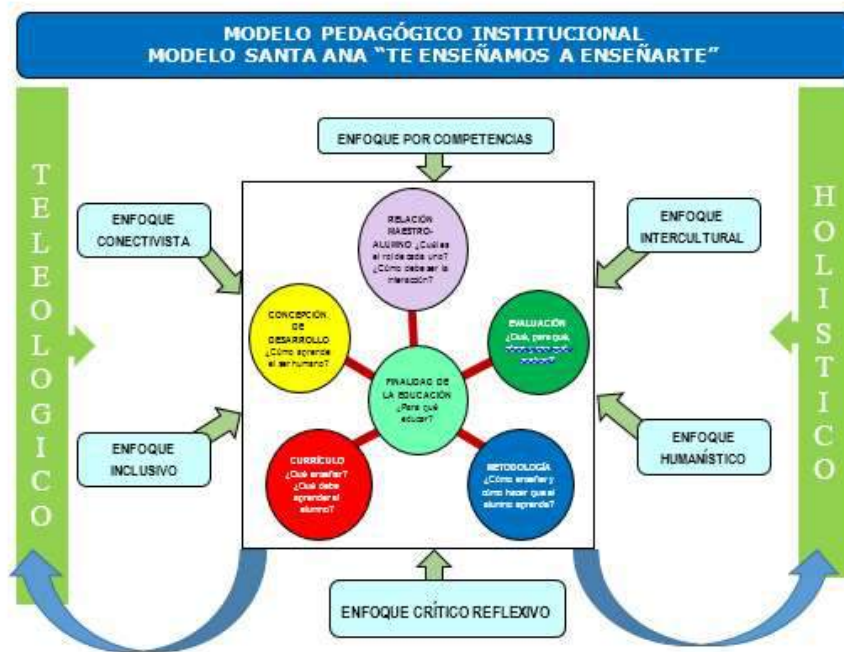 MODELO PEDAGÓGICO INSTITUCIONAL
MODELO SANTA ANA “TE ENSEÑAMOS A ENSEÑARTE”
TELEOLOGICO
HOLISTICO
ENFOQUE POR COMPETENCIAS
ENFOQUE
CONECTIVISTA
ENFOQUE
INTERCULTURAL
RELACIÓN
MAESTRO-
ALUMNO ¿Cuál es
el rol de cada uno?
¿Cómo debe ser la
interacción?
CONCEPCIÓN
DE
DESARROLLO
¿Cómo aprende
el ser humano?
EVALUACIÓN
¿Qué, para qué,
FINALIDAD DE
LA EDUCACIÓN
¿Para qué
educar?
ENFOQUE
INCLUSIVO
ENFOQUE
HUMANÍSTICO
CURRÍCULO
¿Qué enseñar?
¿Qué debe
aprender el
alumno?
METODOLOGÍA
¿Cómo enseñar y
cómo hacer que el
alumno aprenda?
ENFOQUE CRÍTICO REFLEXIVO